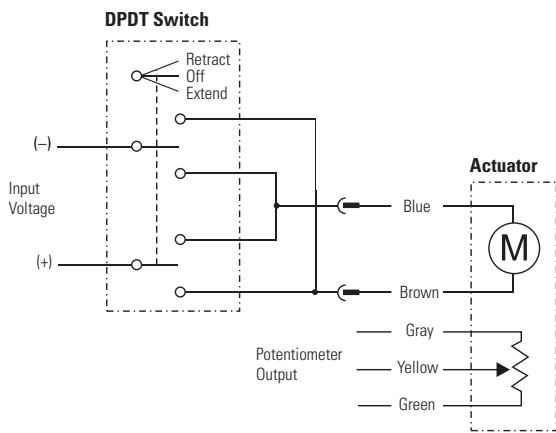 DPDT Switch
Retract
Off
Extend
(–)
Input
Voltage
(+)
Actuator
Blue
M
Brown
Gray
Potentiometer
Output
Yellow
Green